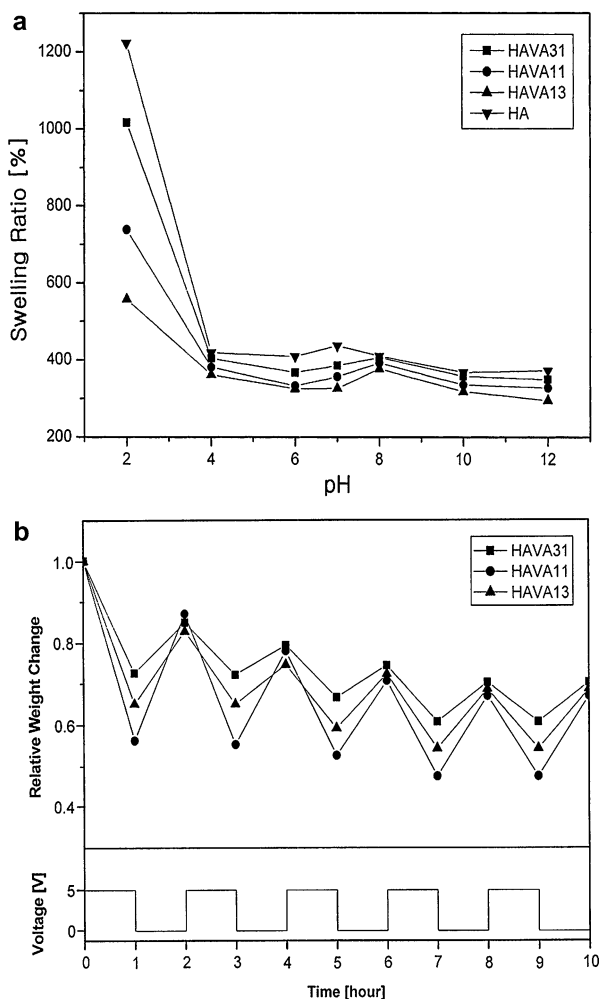 a
Swelling Ratio [%]
1200
1000
800
600
400
200
HAVA31
HAVA11
HAVA13
HA
2 4 6 8 10 12
pH
b
Relative Weight Change
1.0
0.8
0.6
0.4
HAVA31
HAVA11
HAVA13
Voltage [V]
5
0
0 1 2 3 4 5 6 7 8 9 10
Time [hour]